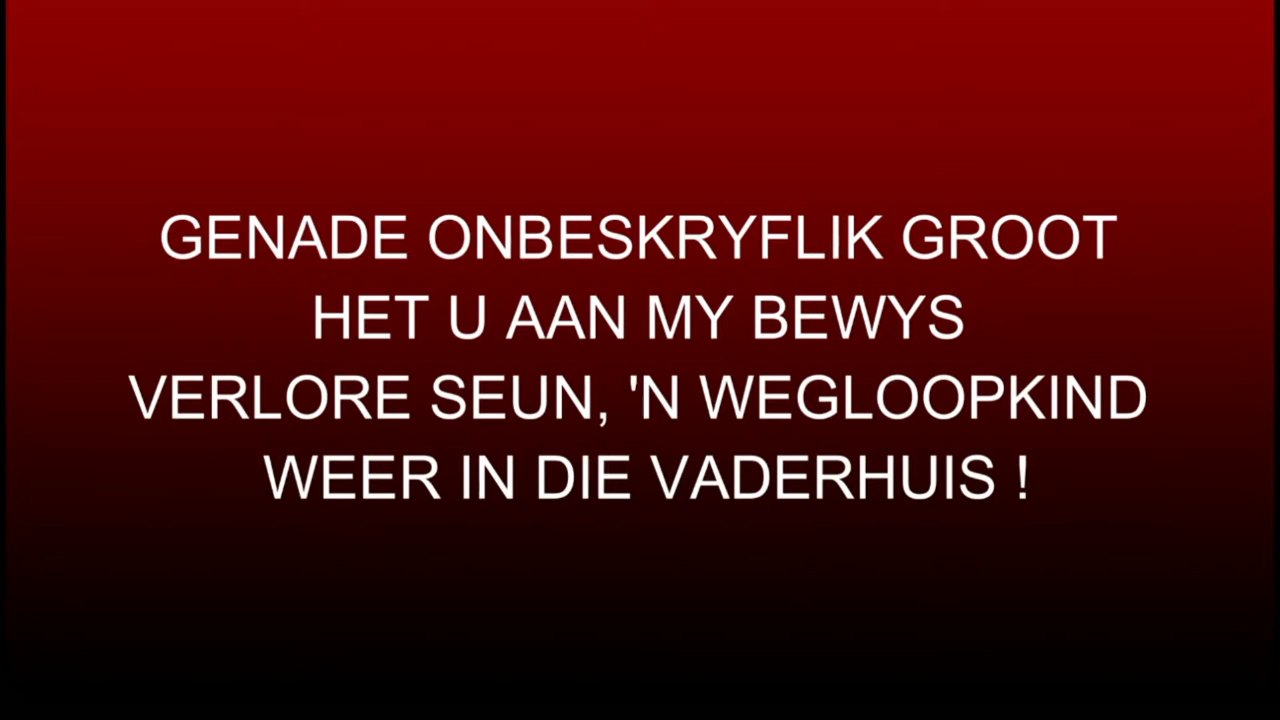 GENADE ONBESKRYFLIK GROOT
HET U AAN MY BEWYS
VERLORE SEUN, 'N WEGLOOPKIND
WEER IN DIE VADERHUIS !